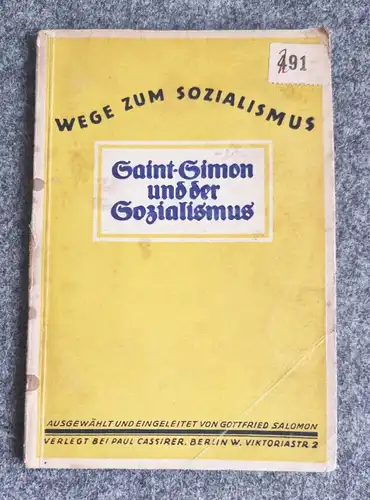 491
WEGE ZUM SOZIALISMUS
Saint-Simon
und der
Sozialismus
AUSGEWÄHLT UND EINGELEITET VON GOTTFRIED SALOMON
VERLEGT BEI PAUL CASSIRER, BERLIN W. VIKTORIASTR. 2